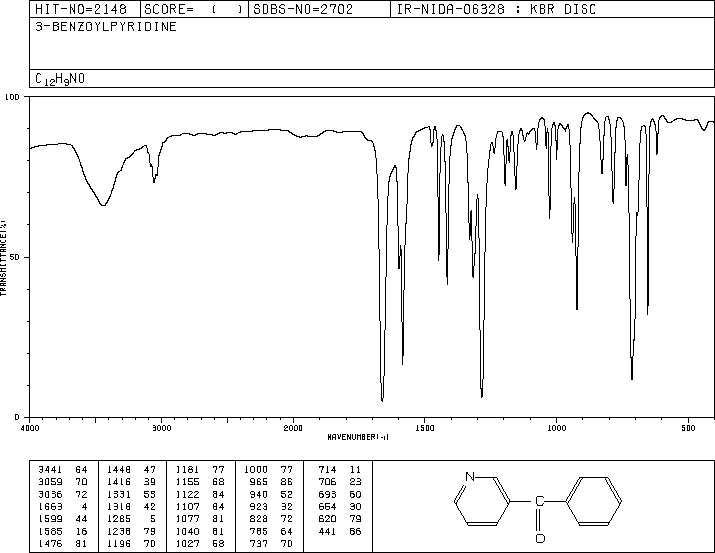 HIT-NO=2148 SCORE= ( ) SDBS-NO=2702 IR-NIDA-06328 : KBR DISC
3-BENZOYLPYRIDINE
C12H9NO
100
50
0
TRANSMITTANCE(%)
4000 3000 2000 1500 1000 500
WAVENUMBER(-1)
3441 64 1448 47 1181 77 1000 77 714 11
3059 70 1416 39 1155 68 965 86 706 23
3036 72 1331 53 1122 84 940 52 693 60
1663 4 1318 42 1107 84 923 32 654 30
1599 44 1285 5 1077 81 828 72 620 79
1585 16 1238 79 1040 81 785 64 441 86
1476 81 1196 70 1027 68 737 70
N
C
O